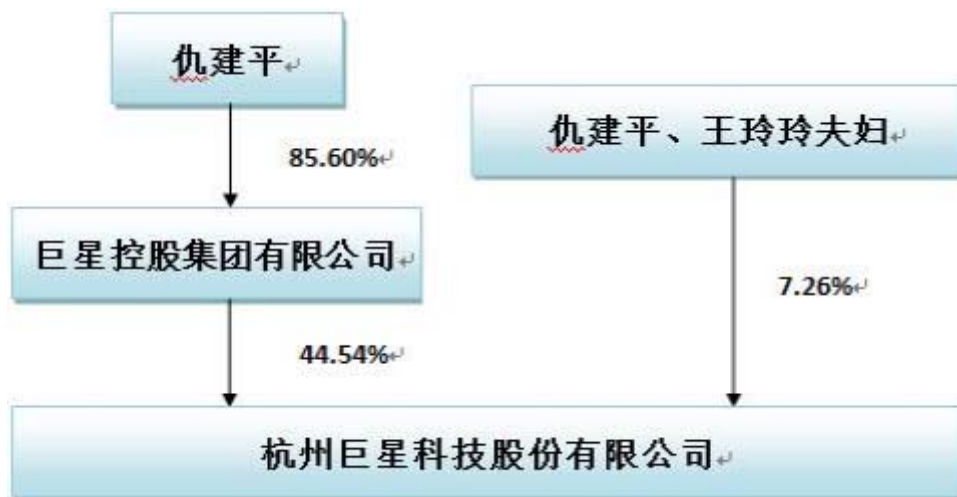 仇建平
仇建平、王玲玲夫妇
85.60%
巨星控股集团有限公司
7.26%
44.54%
杭州巨星科技股份有限公司